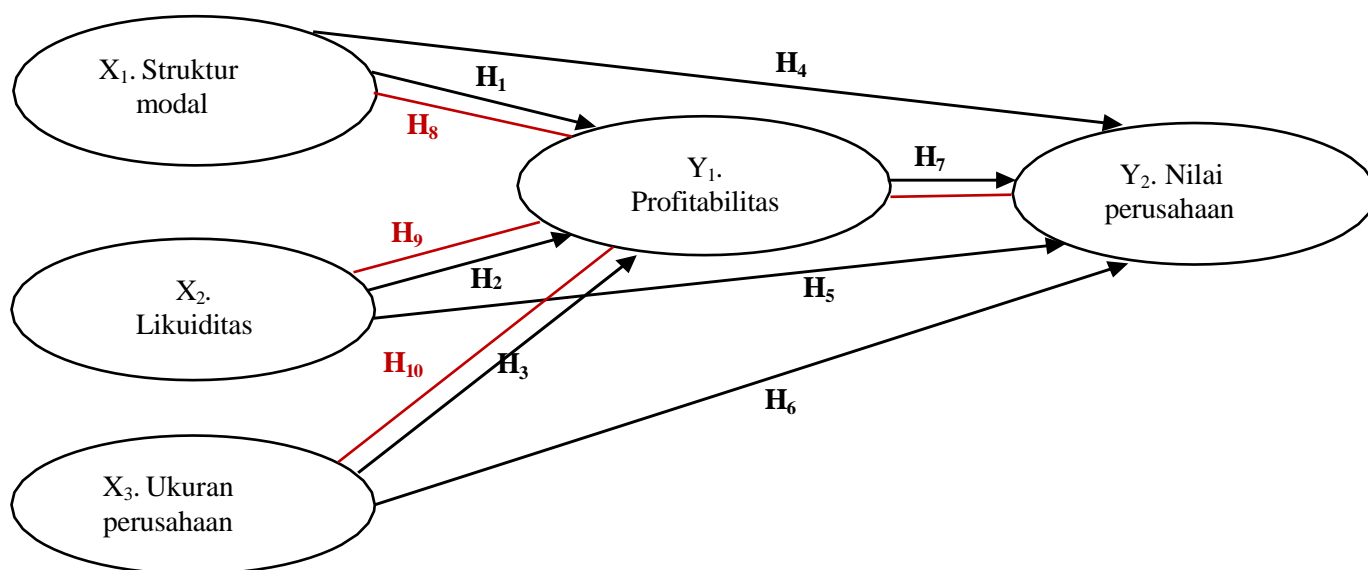 X₁. Struktur
modal
H₁
H₈
H₄
Y₁.
Profitabilitas
H₇
Y₂. Nilai
perusahaan
H₉
H₂
X₂.
Likuiditas
H₅
H₁₀
H₃
H₆
X₃. Ukuran
perusahaan